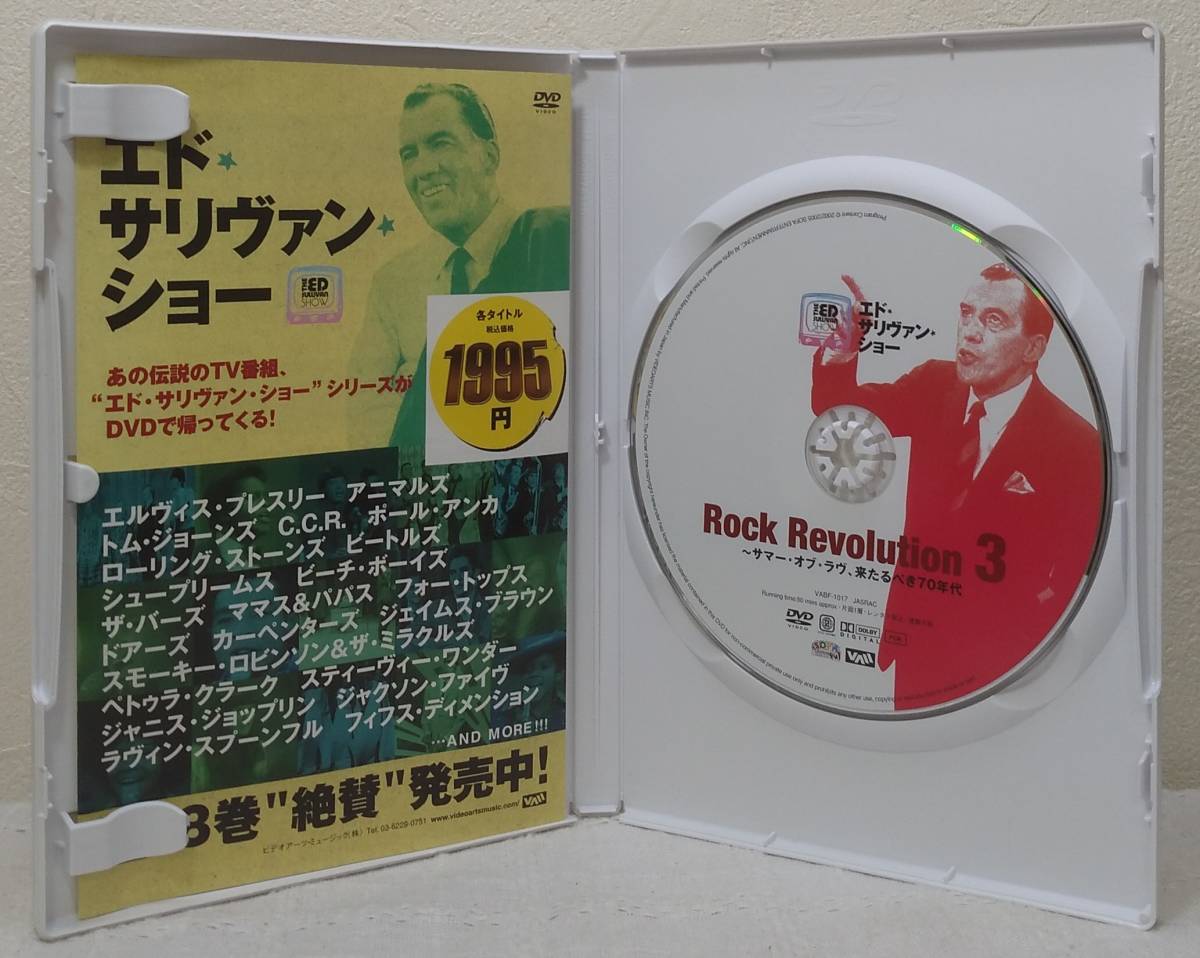 DVD
VIDEO
エド・
サリヴァン・
ショー
THE ED
SULLIVAN
SHOW
各タイトル
税込価格
1995
円
あの伝説のTV番組、
“エド・サリヴァン・ショー”シリーズが
DVDで帰ってくる!
エルヴィス・プレスリー アニマルズ
トム・ジョーンズ C.C.R. ポール・アンカ
ローリング・ストーンズ ビートルズ
シュープリームス ビーチ・ボーイズ
ザ・バーズ ママス&パパス フォー・トップス
ドアーズ カーペンターズ ジェイムス・ブラウン
スモーキー・ロビンソン&ザ・ミラクルズ
ペトゥラ・クラーク スティーヴィー・ワンダー
ジャニス・ジョップリン ジャクソン・ファイヴ
ラヴィン・スプーンフル フィフス・ディメンション
…AND MORE!!!
3巻"絶賛"発売中!
ビデオアーツ・ミュージック(株) Tel. 03-6229-0751 www.videoartsmusic.com/ VAM
DVD
THE ED
SULLIVAN
SHOW
エド・
サリヴァン・
ショー
Rock Revolution 3
~サマー・オブ・ラヴ、来たるべき70年代
VABF-1017 JASRAC
DVD
VIDEO
DOLBY
DIGITAL
VAM